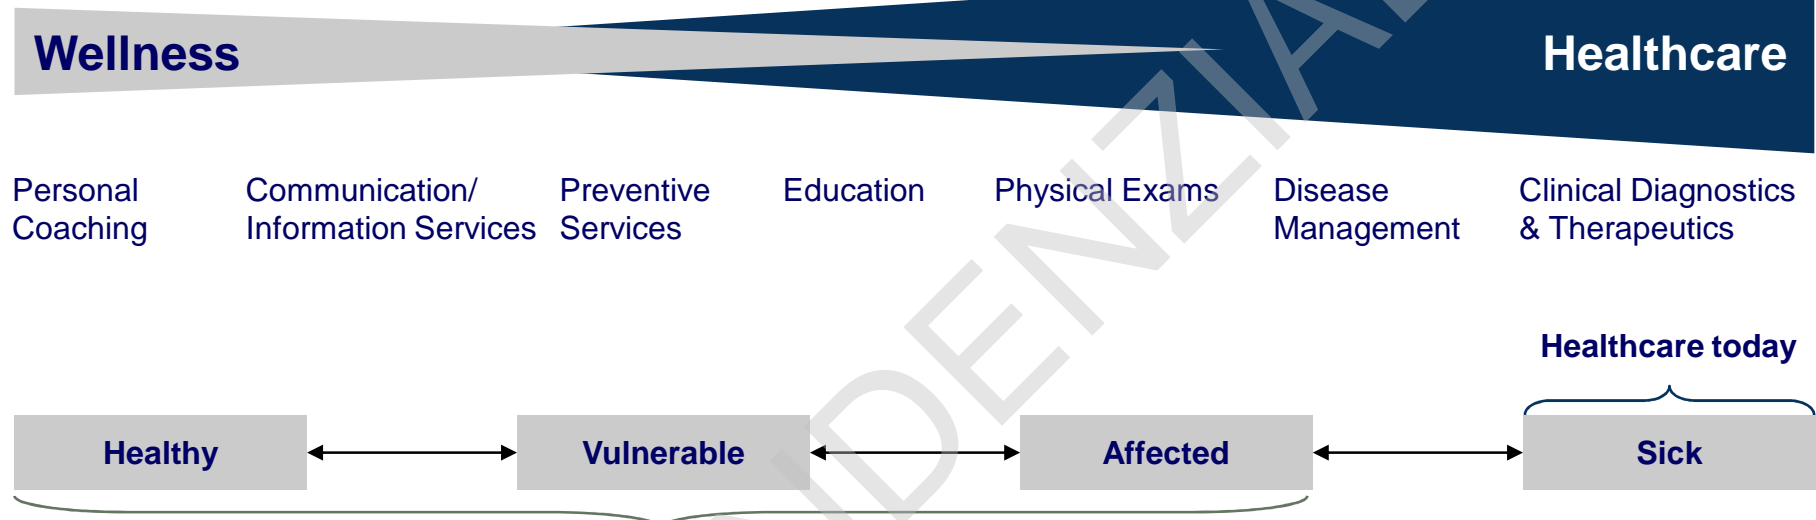 Wellness
Healthcare
Personal Coaching
Communication/ Information Services
Preventive Services
Education
Physical Exams
Disease Management
Clinical Diagnostics & Therapeutics
Healthcare today
Healthy
Vulnerable
Affected
Sick